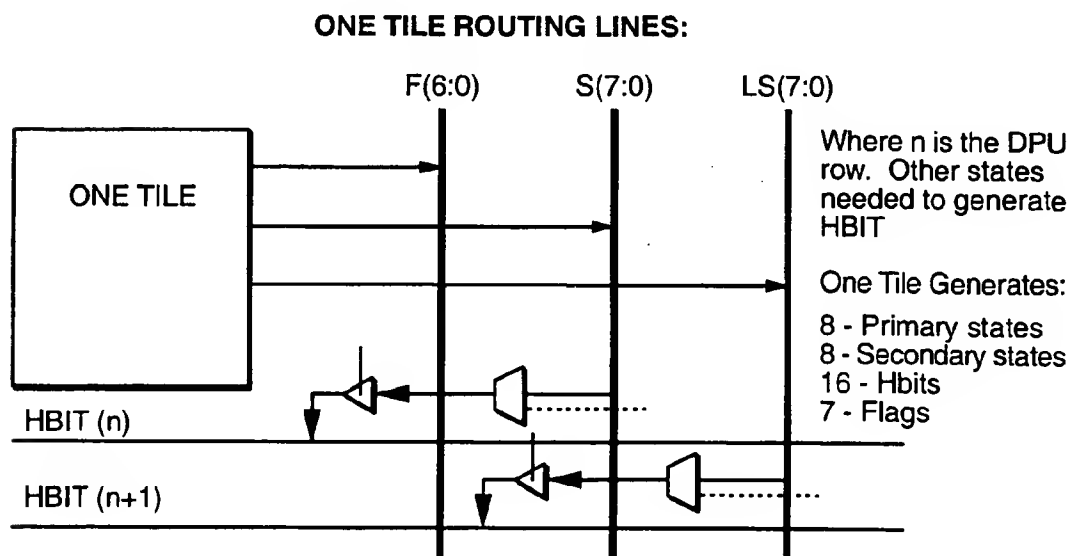 ONE TILE ROUTING LINES:
F(6:0)
S(7:0)
LS(7:0)
ONE TILE
Where n is the DPU
row. Other states
needed to generate
HBIT
One Tile Generates:
8 - Primary states
8 - Secondary states
16 - Hbits
7 - Flags
HBIT (n)
HBIT (n+1)